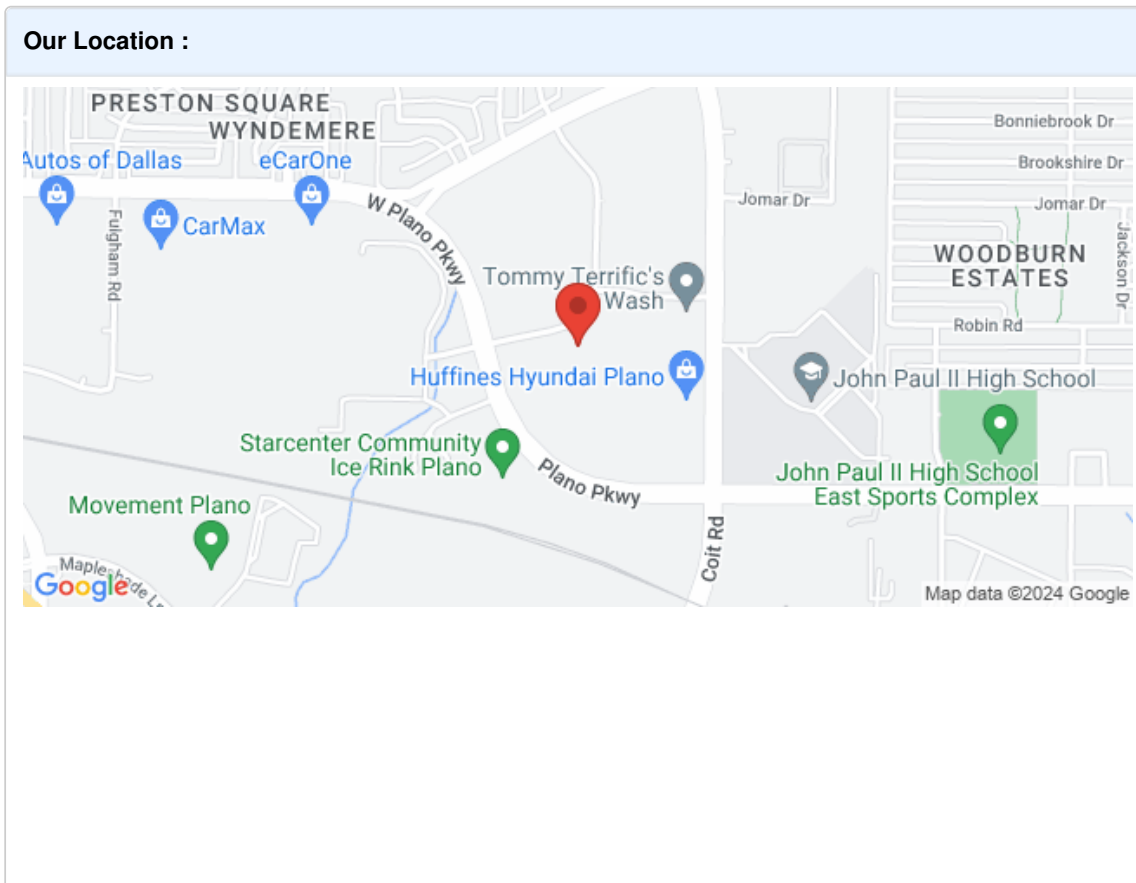 Our Location :
PRESTON SQUARE
WYNDEMERE
Autos of Dallas
eCarOne
CarMax
Fulgham Rd
W Plano Pkwy
Bonniebrook Dr
Brookshire Dr
Jomar Dr
Jomar Dr
Jackson Dr
WOODBURN
ESTATES
Robin Rd
Tommy Terrific's
Wash
Huffines Hyundai Plano
John Paul II High School
Starcenter Community
Ice Rink Plano
Plano Pkwy
John Paul II High School
East Sports Complex
Movement Plano
Coit Rd
Mapleshade Ln
Google
Map data ©2024 Google